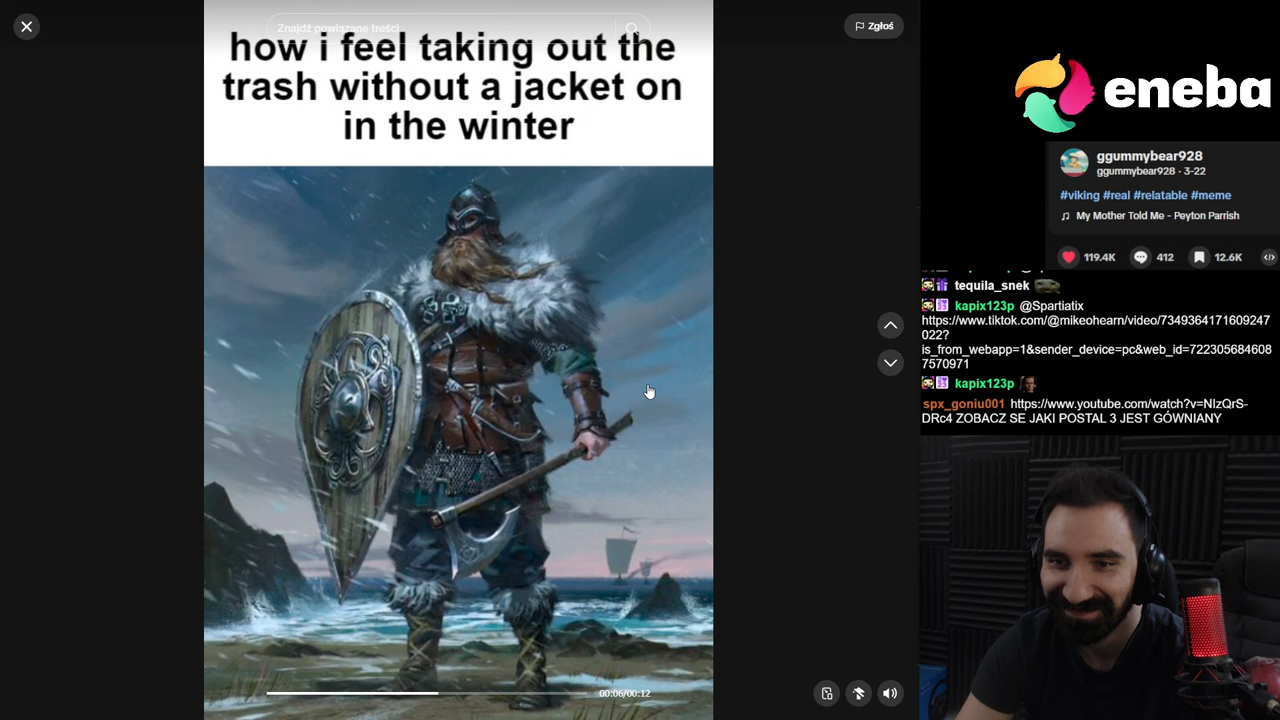 Znajdź powiązane treści
Zgłoś
how i feel taking out the
trash without a jacket on
in the winter
00:06/00:12
eneba
ggummybear928
ggummybear928 · 3-22
#viking #real #relatable #meme
My Mother Told Me - Peyton Parrish
119.4K
412
12.6K
tequila_snek
kapix123p @Spartiatix
https://www.tiktok.com/@mikeohearn/video/7349364171609247
022?
is_from_webapp=1&sender_device=pc&web_id=722305684608
7570971
kapix123p
spx_goniu001 https://www.youtube.com/watch?v=NIzQrS-
DRc4 ZOBACZ SE JAKI POSTAL 3 JEST GÓWNIANY